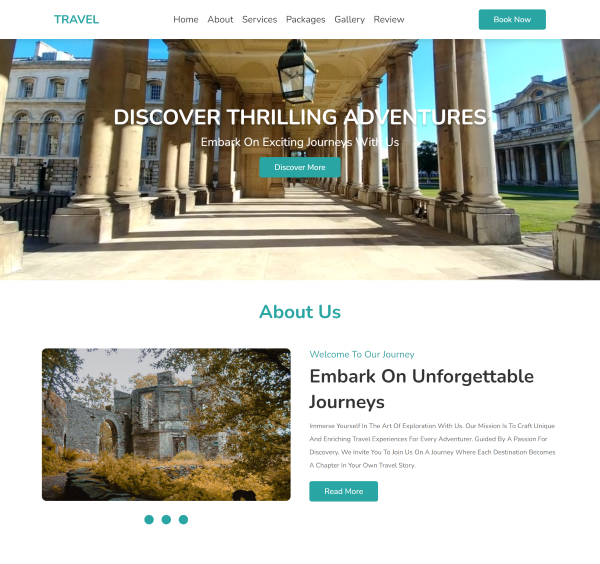 TRAVEL
Home About Services Packages Gallery Review
Book Now
DISCOVER THRILLING ADVENTURES
Embark On Exciting Journeys With Us
Discover More
About Us
Welcome To Our Journey
Embark On Unforgettable
Journeys
Immerse Yourself In The Art Of Exploration With Us. Our Mission Is To Craft Unique
And Enriching Travel Experiences For Every Adventurer. Guided By A Passion For
Discovery, We Invite You To Join Us On A Journey Where Each Destination Becomes
A Chapter In Your Own Travel Story.
Read More